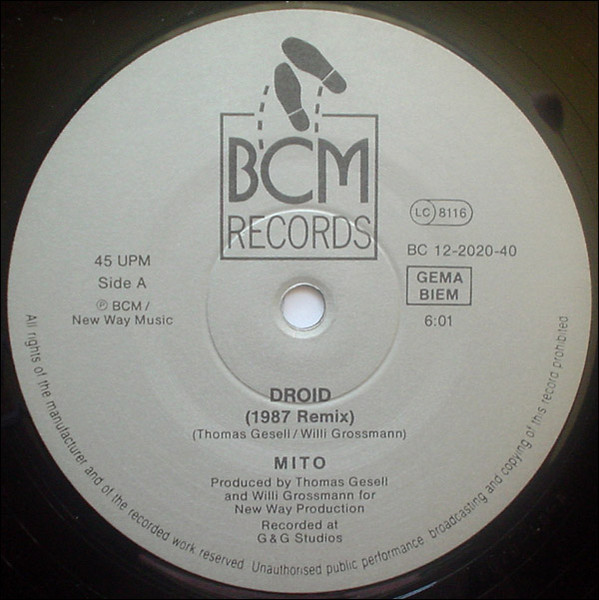 BCM
RECORDS
LC 8116
BC 12-2020-40
GEMA
BIEM
6:01
45 UPM
Side A
℗ BCM /
New Way Music
DROID
(1987 Remix)
(Thomas Gesell / Willi Grossmann)
MITO
Produced by Thomas Gesell
and Willi Grossmann for
New Way Production
Recorded at
G & G Studios
All rights of the manufacturer and of the recorded work reserved. Unauthorised public performance, broadcasting and copying of this record prohibited